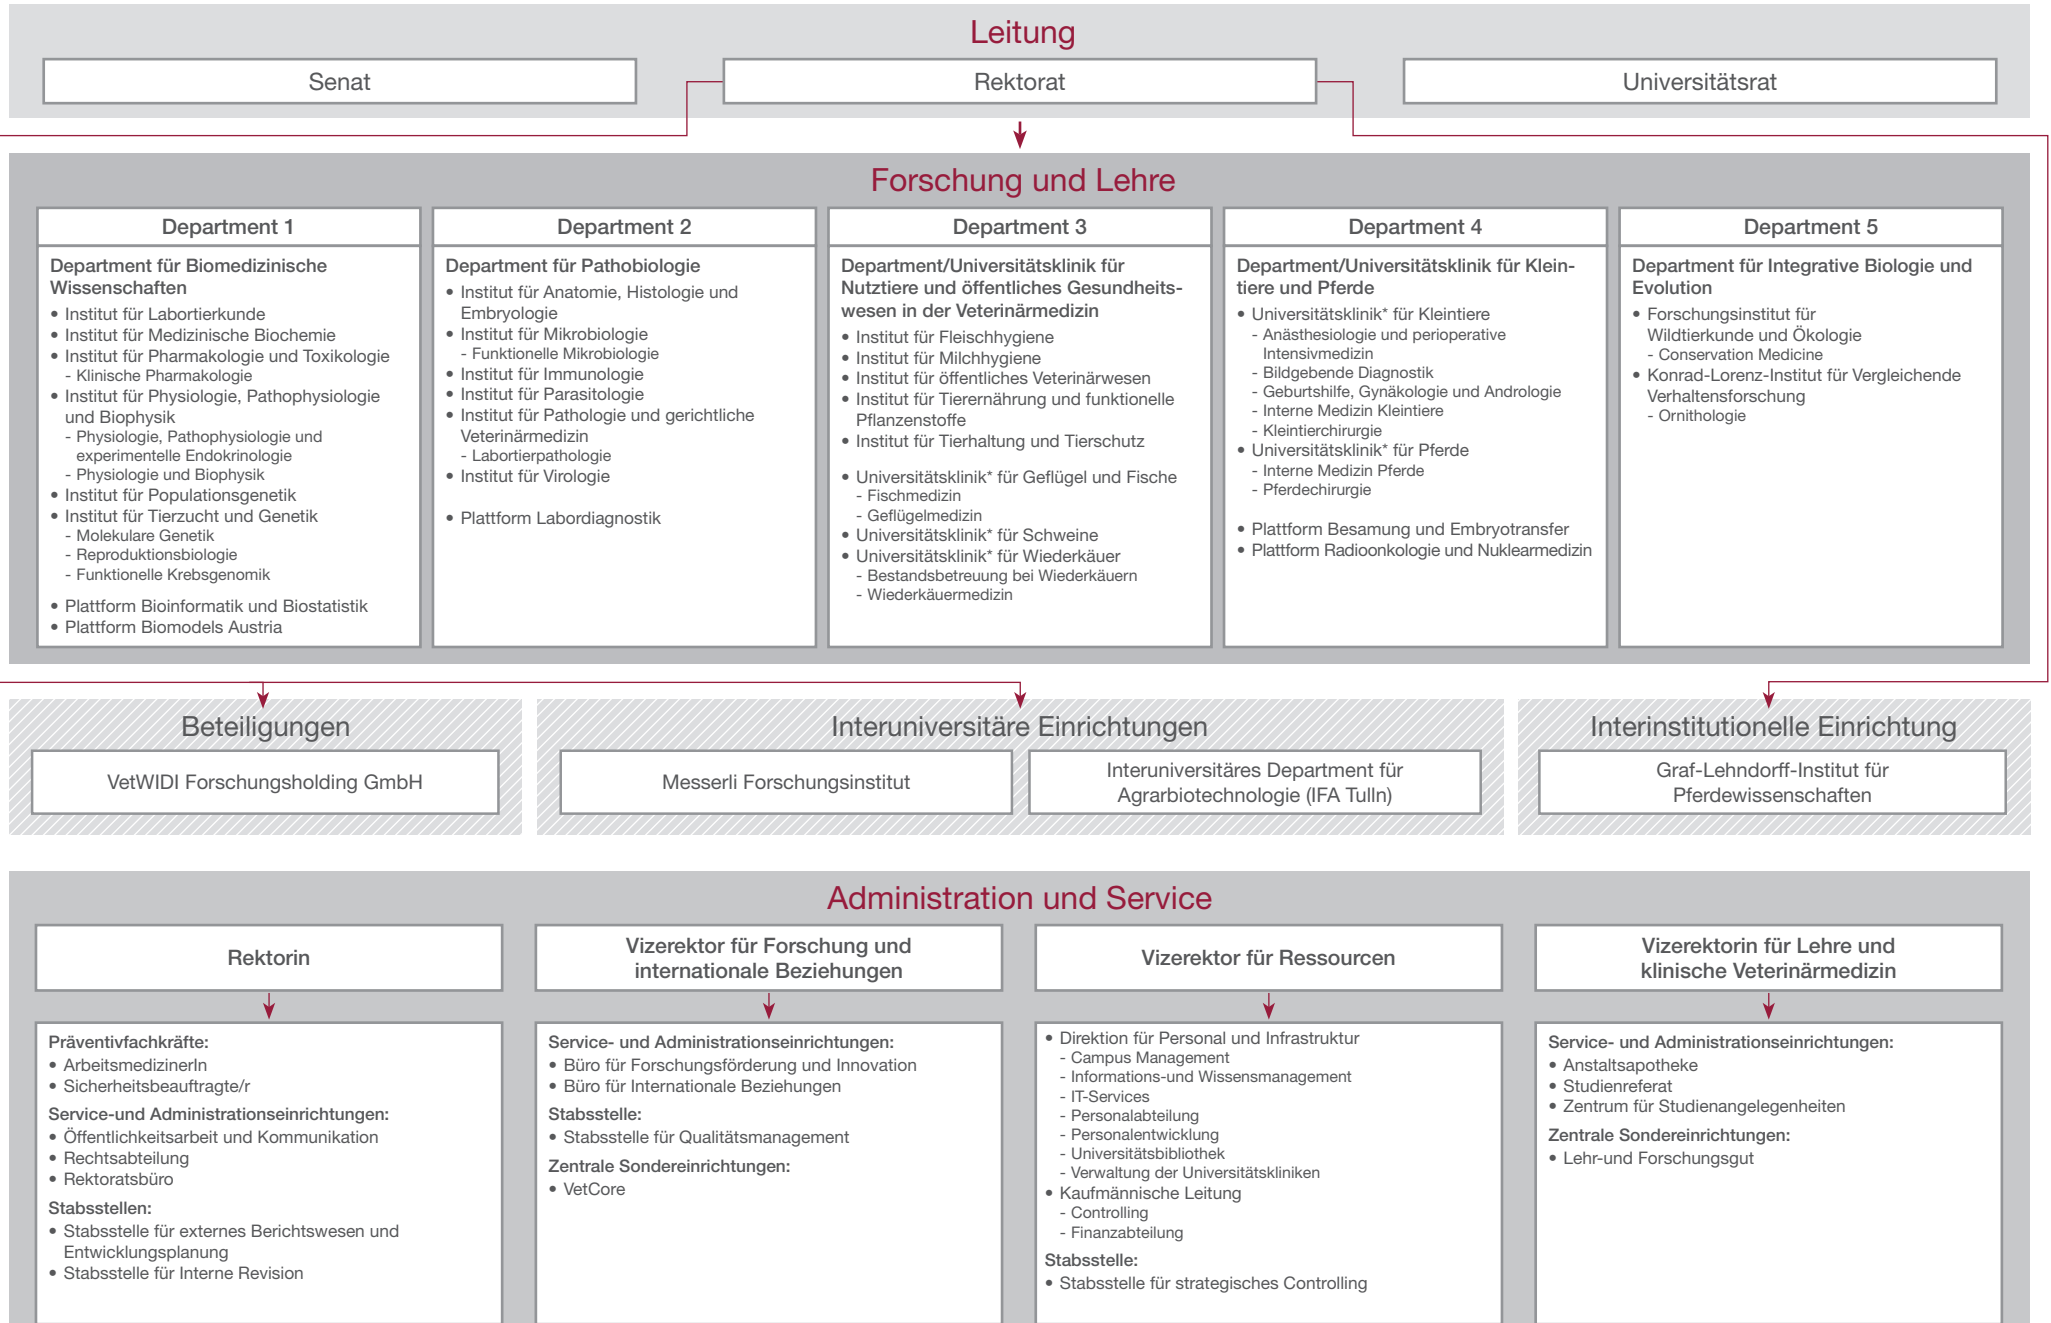 Leitung
Senat
Rektorat
Universitätsrat
Forschung und Lehre
Department 1
Department für Biomedizinische
Wissenschaften
• Institut für Labortierkunde
• Institut für Medizinische Biochemie
• Institut für Pharmakologie und Toxikologie
- Klinische Pharmakologie
• Institut für Physiologie, Pathophysiologie
und Biophysik
- Physiologie, Pathophysiologie und
experimentelle Endokrinologie
- Physiologie und Biophysik
• Institut für Populationsgenetik
• Institut für Tierzucht und Genetik
- Molekulare Genetik
- Reproduktionsbiologie
- Funktionelle Krebsgenomik
• Plattform Bioinformatik und Biostatistik
• Plattform Biomodels Austria
Department 2
Department für Pathobiologie
• Institut für Anatomie, Histologie und
Embryologie
• Institut für Mikrobiologie
- Funktionelle Mikrobiologie
• Institut für Immunologie
• Institut für Parasitologie
• Institut für Pathologie und gerichtliche
Veterinärmedizin
- Labortierpathologie
• Institut für Virologie
• Plattform Labordiagnostik
Department 3
Department/Universitätsklinik für
Nutztiere und öffentliches Gesundheits-
wesen in der Veterinärmedizin
• Institut für Fleischhygiene
• Institut für Milchhygiene
• Institut für öffentliches Veterinärwesen
• Institut für Tierernährung und funktionelle
Pflanzenstoffe
• Institut für Tierhaltung und Tierschutz
• Universitätsklinik* für Geflügel und Fische
- Fischmedizin
- Geflügelmedizin
• Universitätsklinik* für Schweine
• Universitätsklinik* für Wiederkäuer
- Bestandsbetreuung bei Wiederkäuern
- Wiederkäuermedizin
Department 4
Department/Universitätsklinik für Klein-
tiere und Pferde
• Universitätsklinik* für Kleintiere
- Anästhesiologie und perioperative
Intensivmedizin
- Bildgebende Diagnostik
- Geburtshilfe, Gynäkologie und Andrologie
- Interne Medizin Kleintiere
- Kleintierchirurgie
• Universitätsklinik* für Pferde
- Interne Medizin Pferde
- Pferdechirurgie
• Plattform Besamung und Embryotransfer
• Plattform Radioonkologie und Nuklearmedizin
Department 5
Department für Integrative Biologie und
Evolution
• Forschungsinstitut für
Wildtierkunde und Ökologie
- Conservation Medicine
• Konrad-Lorenz-Institut für Vergleichende
Verhaltensforschung
- Ornithologie
Beteiligungen
VetWIDI Forschungsholding GmbH
Interuniversitäre Einrichtungen
Messerli Forschungsinstitut
Interuniversitäres Department für
Agrarbiotechnologie (IFA Tulln)
Interinstitutionelle Einrichtung
Graf-Lehndorff-Institut für
Pferdewissenschaften
Administration und Service
Rektorin
Präventivfachkräfte:
• ArbeitsmedizinerIn
• Sicherheitsbeauftragte/r
Service-und Administrationseinrichtungen:
• Öffentlichkeitsarbeit und Kommunikation
• Rechtsabteilung
• Rektoratsbüro
Stabsstellen:
• Stabsstelle für externes Berichtswesen und
Entwicklungsplanung
• Stabsstelle für Interne Revision
Vizerektor für Forschung und
internationale Beziehungen
Service- und Administrationseinrichtungen:
• Büro für Forschungsförderung und Innovation
• Büro für Internationale Beziehungen
Stabsstelle:
• Stabsstelle für Qualitätsmanagement
Zentrale Sondereinrichtungen:
• VetCore
Vizerektor für Ressourcen
• Direktion für Personal und Infrastruktur
- Campus Management
- Informations-und Wissensmanagement
- IT-Services
- Personalabteilung
- Personalentwicklung
- Universitätsbibliothek
- Verwaltung der Universitätskliniken
• Kaufmännische Leitung
- Controlling
- Finanzabteilung
Stabsstelle:
• Stabsstelle für strategisches Controlling
Vizerektorin für Lehre und
klinische Veterinärmedizin
Service- und Administrationseinrichtungen:
• Anstaltsapotheke
• Studienreferat
• Zentrum für Studienangelegenheiten
Zentrale Sondereinrichtungen:
• Lehr-und Forschungsgut